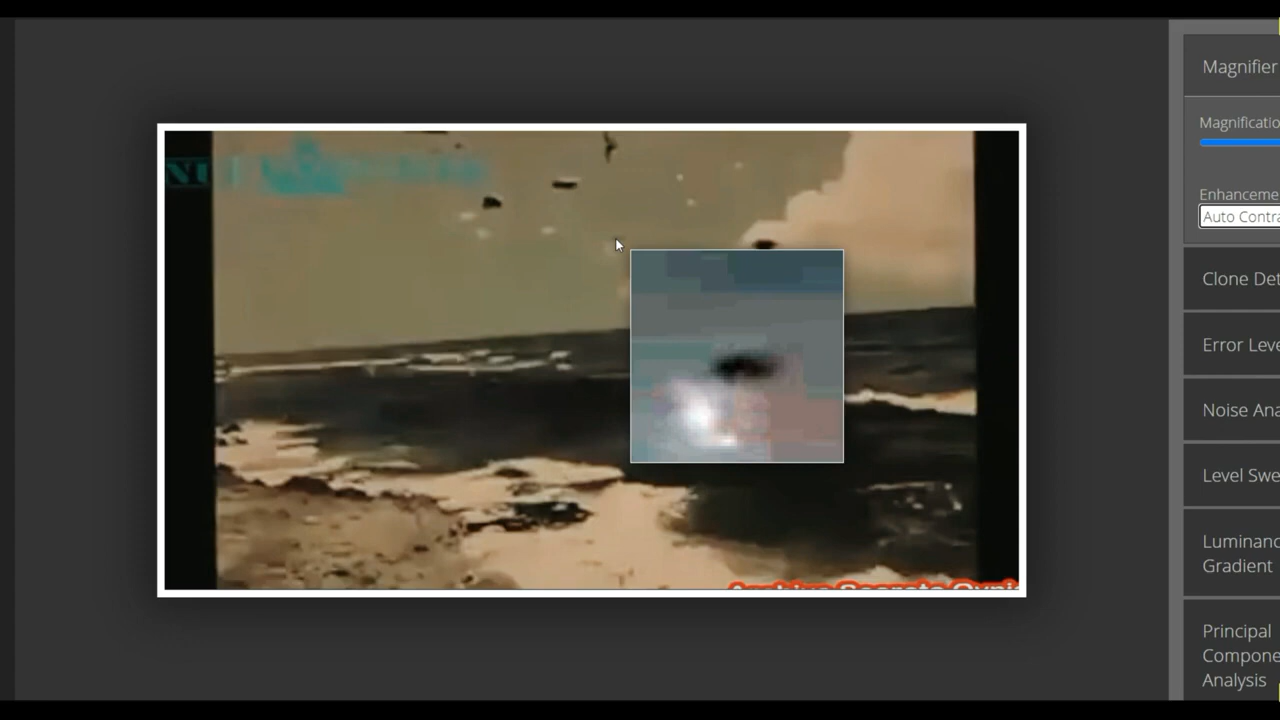 Magnifier
Magnificatio
Enhanceme
Auto Contra
Clone Det
Error Leve
Noise Ana
Level Swe
Luminanc
Gradient
Principal
Compone
Analysis